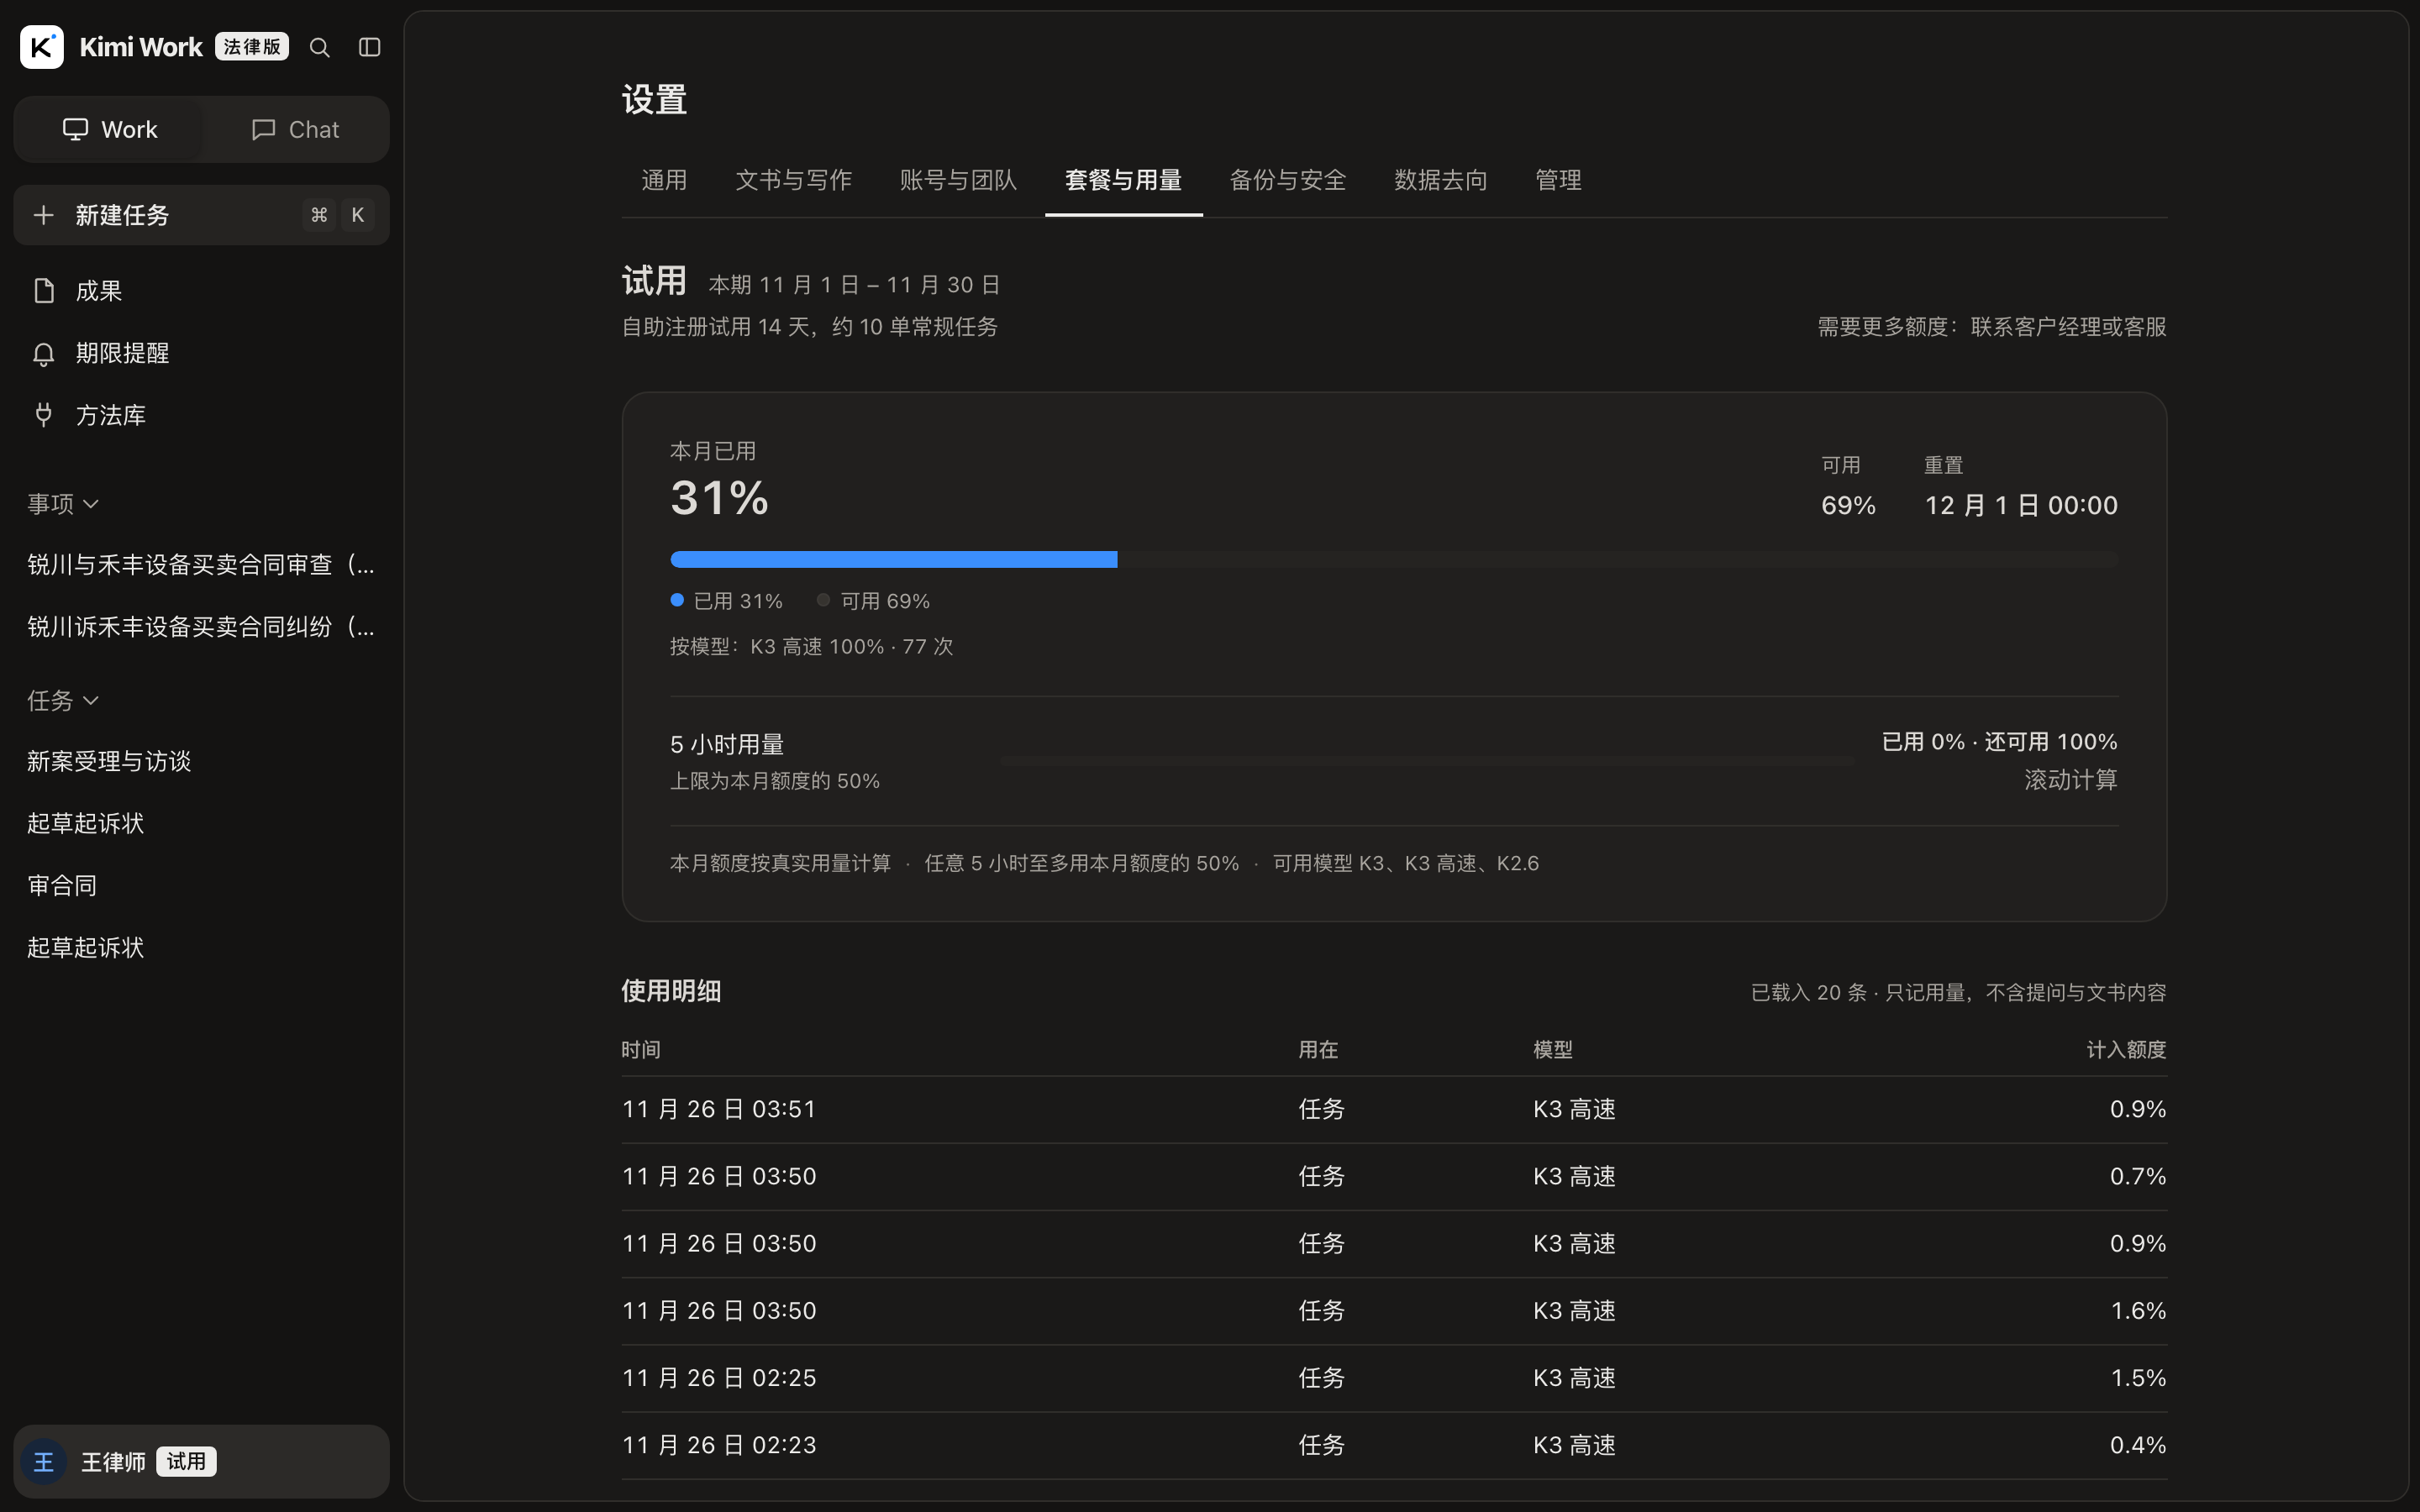 Kimi Work 法律版
Work
Chat
新建任务 ⌘ K
成果
期限提醒
方法库
事项
锐川与禾丰设备买卖合同审查（...
锐川诉禾丰设备买卖合同纠纷（...
任务
新案受理与访谈
起草起诉状
审合同
起草起诉状
王 王律师 试用
设置
通用 文书与写作 账号与团队 套餐与用量 备份与安全 数据去向 管理
试用 本期 11 月 1 日 – 11 月 30 日
自助注册试用 14 天，约 10 单常规任务
需要更多额度：联系客户经理或客服
本月已用
31%
可用 重置
69% 12 月 1 日 00:00
已用 31% 可用 69%
按模型：K3 高速 100% · 77 次
5 小时用量
上限为本月额度的 50%
已用 0% · 还可用 100%
滚动计算
本月额度按真实用量计算 · 任意 5 小时至多用本月额度的 50% · 可用模型 K3、K3 高速、K2.6
使用明细
已载入 20 条 · 只记用量，不含提问与文书内容
时间 用在 模型 计入额度
11 月 26 日 03:51 任务 K3 高速 0.9%
11 月 26 日 03:50 任务 K3 高速 0.7%
11 月 26 日 03:50 任务 K3 高速 0.9%
11 月 26 日 03:50 任务 K3 高速 1.6%
11 月 26 日 02:25 任务 K3 高速 1.5%
11 月 26 日 02:23 任务 K3 高速 0.4%